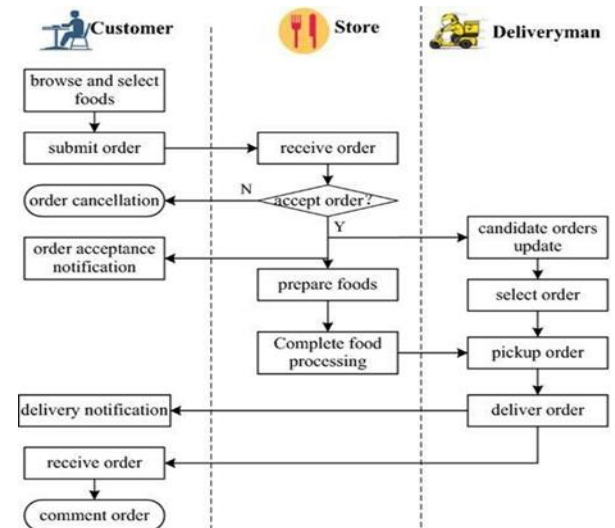 Customer
Store
Deliveryman
browse and select
foods
submit order
receive order
N
accept order?
order cancellation
Y
order acceptance
notification
candidate orders
update
prepare foods
select order
Complete food
processing
pickup order
delivery notification
deliver order
receive order
comment order